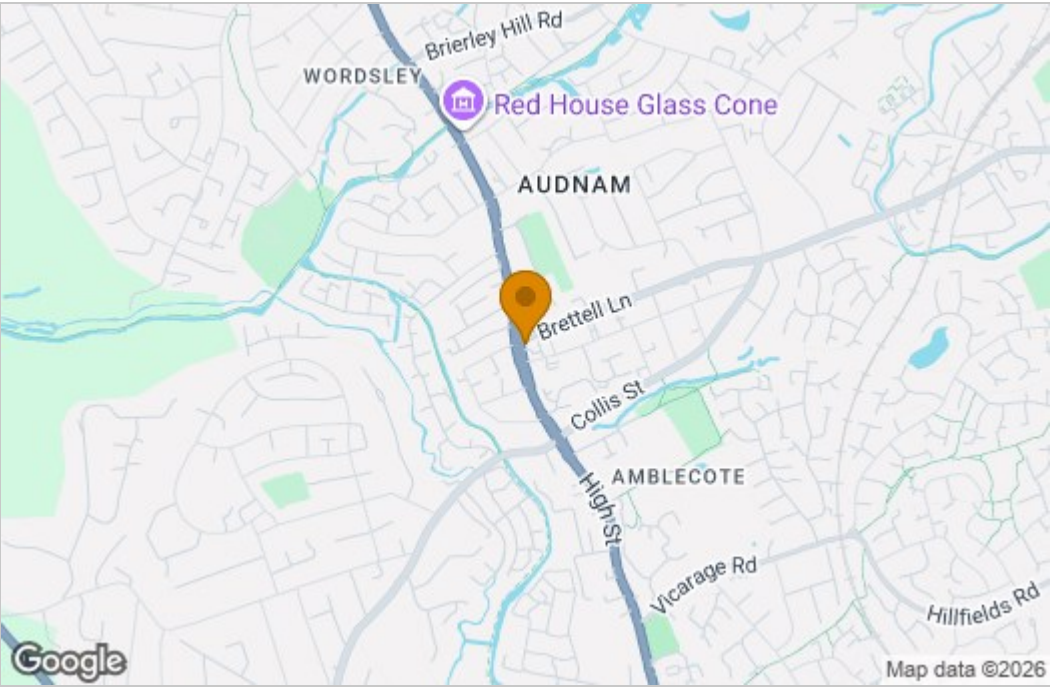 Brierley Hill Rd
WORDSLEY
Red House Glass Cone
AUDNAM
Brettell Ln
Collis St
AMBLECOTE
High St
Vicarage Rd
Hillfields Rd
Google
Map data ©2026